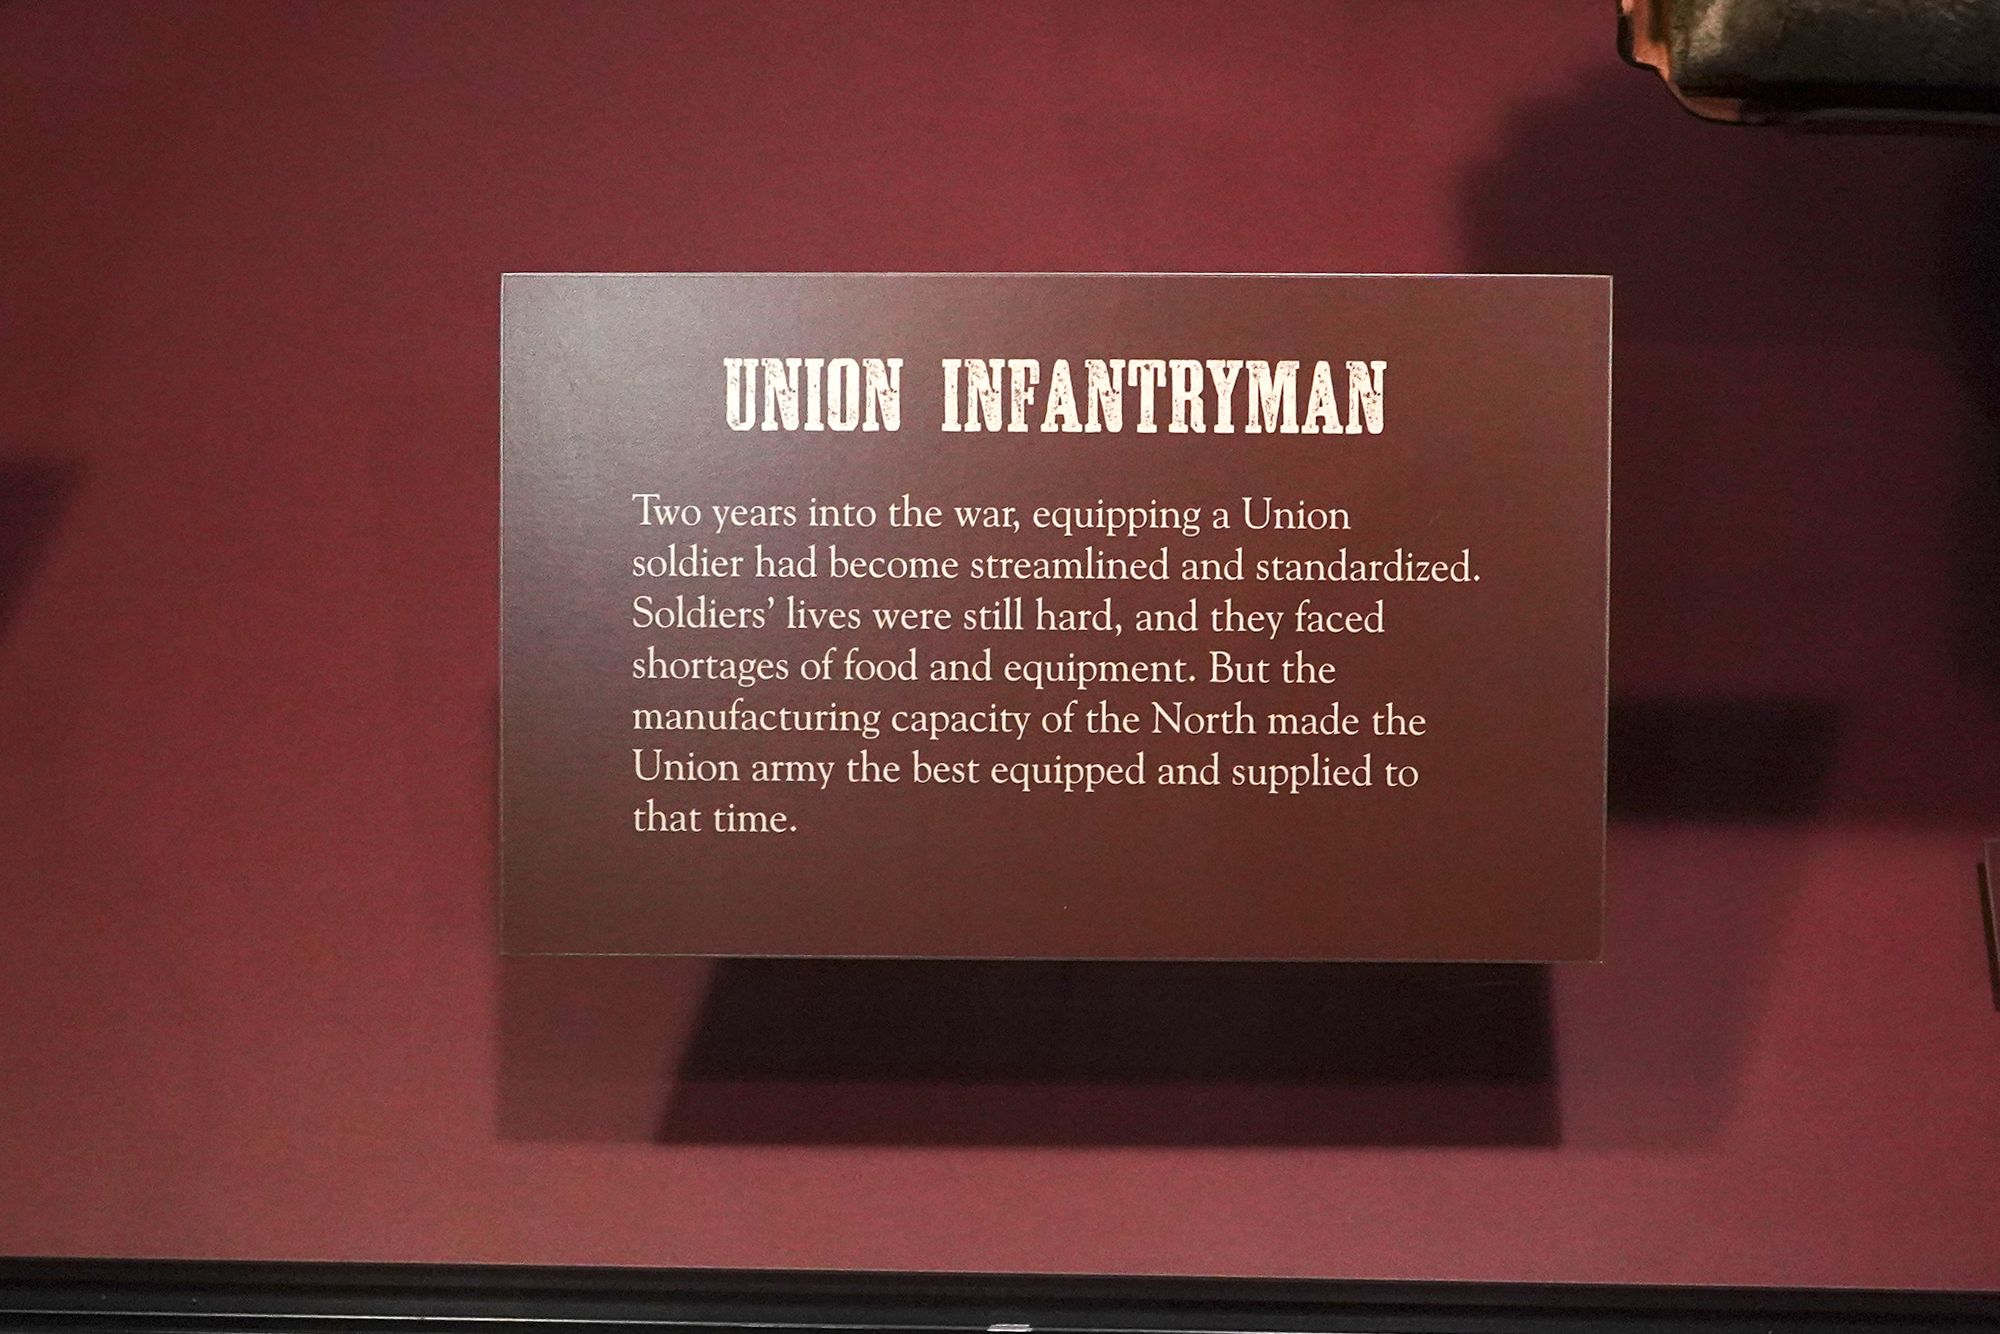 UNION INFANTRYMAN
Two years into the war, equipping a Union
soldier had become streamlined and standardized.
Soldiers’ lives were still hard, and they faced
shortages of food and equipment. But the
manufacturing capacity of the North made the
Union army the best equipped and supplied to
that time.